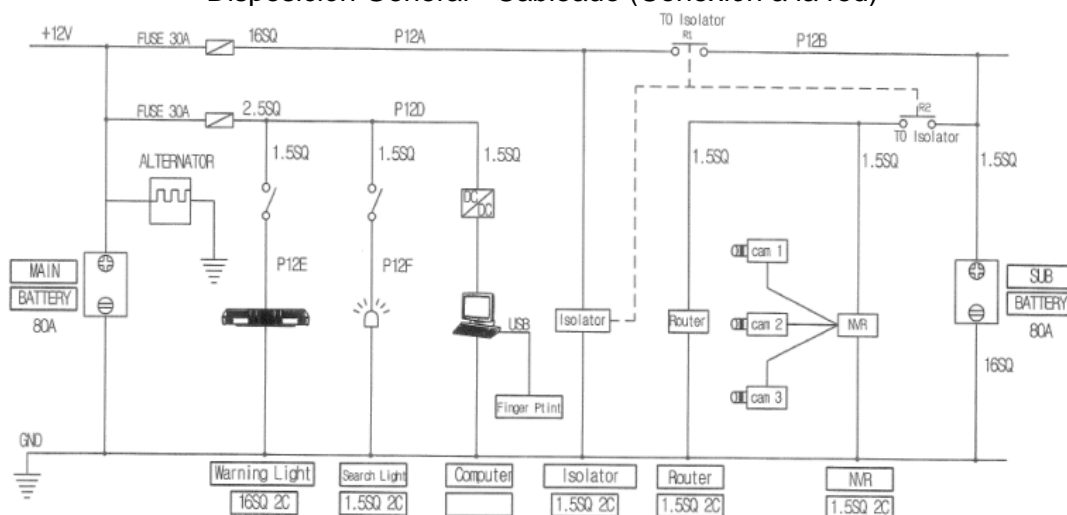 Disposición General - Cableado (Conexión a la red)
TO Isolator
+12V
FUSE 30A
16SQ
P12A
R1
P12B
FUSE 30A
2.5SQ
P12D
R2
TO Isolator
1.5SQ
1.5SQ
1.5SQ
1.5SQ
1.5SQ
1.5SQ
ALTERNATOR
DC
DC
MAIN
BATTERY
80A
P12E
P12F
cam 1
cam 2
cam 3
USB
Isolator
Router
NVR
SUB
BATTERY
80A
16SQ
Finger Ptint
GND
Warning Light
16SQ 2C
Search Light
1.5SQ 2C
Computer
Isolator
1.5SQ 2C
Router
1.5SQ 2C
NVR
1.5SQ 2C